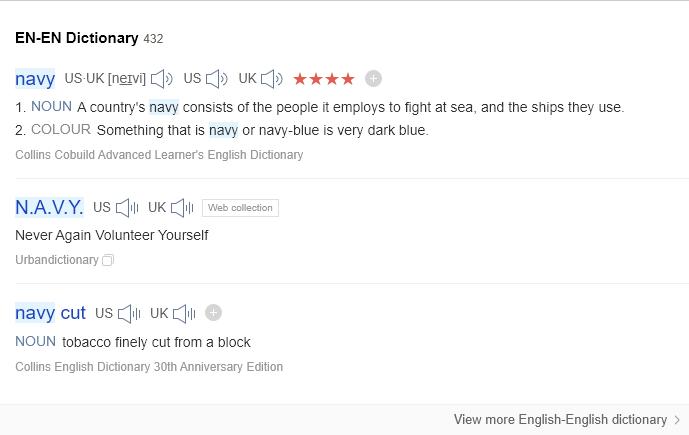 EN-EN Dictionary 432
navy US·UK [neɪvi] US UK ★★★★
1. NOUN A country's navy consists of the people it employs to fight at sea, and the ships they use.
2. COLOUR Something that is navy or navy-blue is very dark blue.
Collins Cobuild Advanced Learner's English Dictionary
N.A.V.Y. US UK Web collection
Never Again Volunteer Yourself
Urbandictionary
navy cut US UK
NOUN tobacco finely cut from a block
Collins English Dictionary 30th Anniversary Edition
View more English-English dictionary >